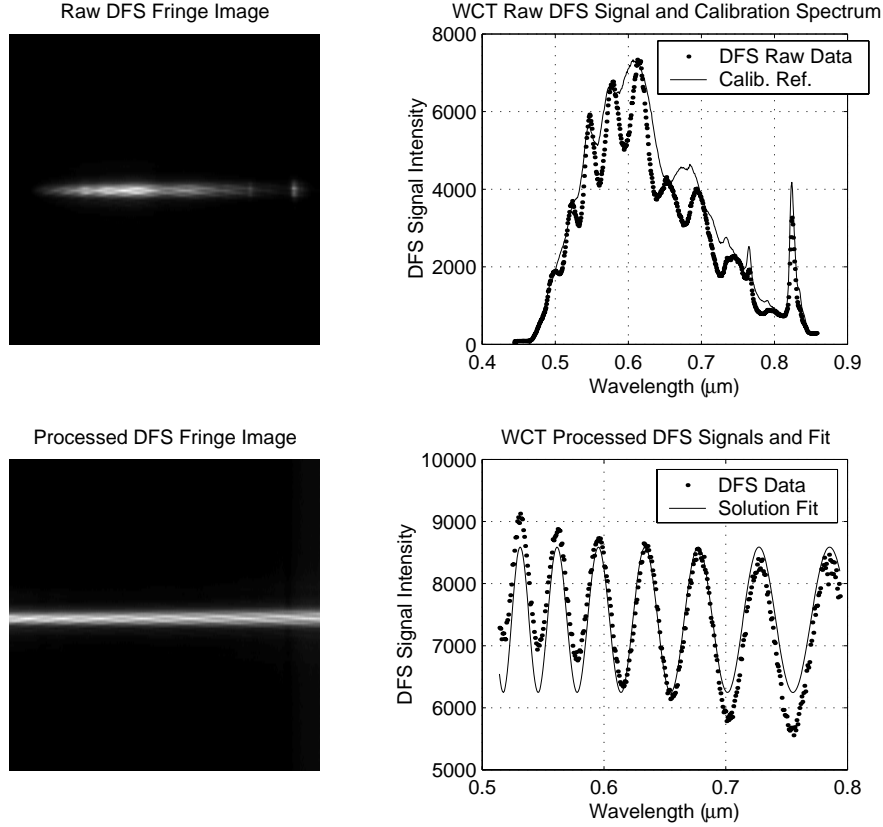 Raw DFS Fringe Image
WCT Raw DFS Signal and Calibration Spectrum
8000
6000
4000
2000
0
DFS Signal Intensity
DFS Raw Data
Calib. Ref.
0.4 0.5 0.6 0.7 0.8 0.9
Wavelength (μm)
Processed DFS Fringe Image
WCT Processed DFS Signals and Fit
10000
9000
8000
7000
6000
5000
DFS Signal Intensity
DFS Data
Solution Fit
0.5 0.6 0.7 0.8
Wavelength (μm)